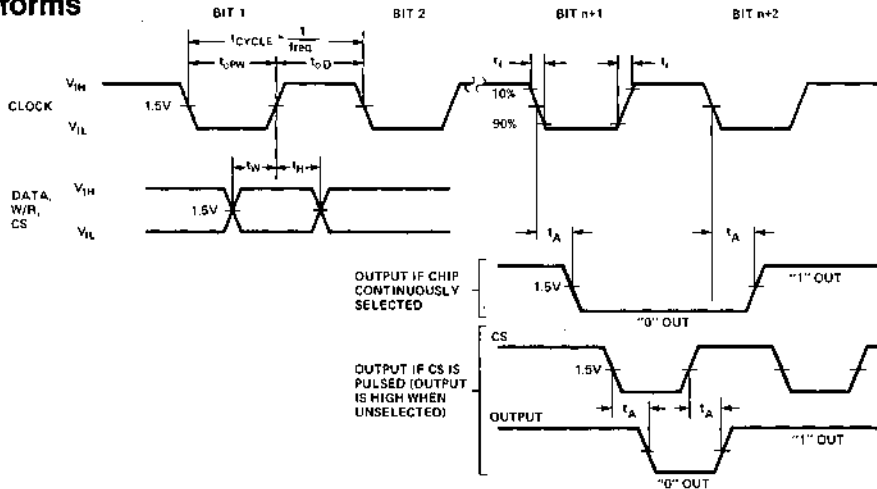 forms
BIT 1
BIT 2
BIT n+1
BIT n+2
tCYCLE = 1/freq
tφPW
tφD
tf
tr
CLOCK
VIH
1.5V
VIL
10%
90%
tW
tH
DATA,
W/R,
CS
VIH
1.5V
VIL
tA
tA
OUTPUT IF CHIP
CONTINUOUSLY
SELECTED
1.5V
"0" OUT
"1" OUT
OUTPUT IF CS IS
PULSED (OUTPUT
IS HIGH WHEN
UNSELECTED)
CS
1.5V
tA
tA
OUTPUT
"0" OUT
"1" OUT